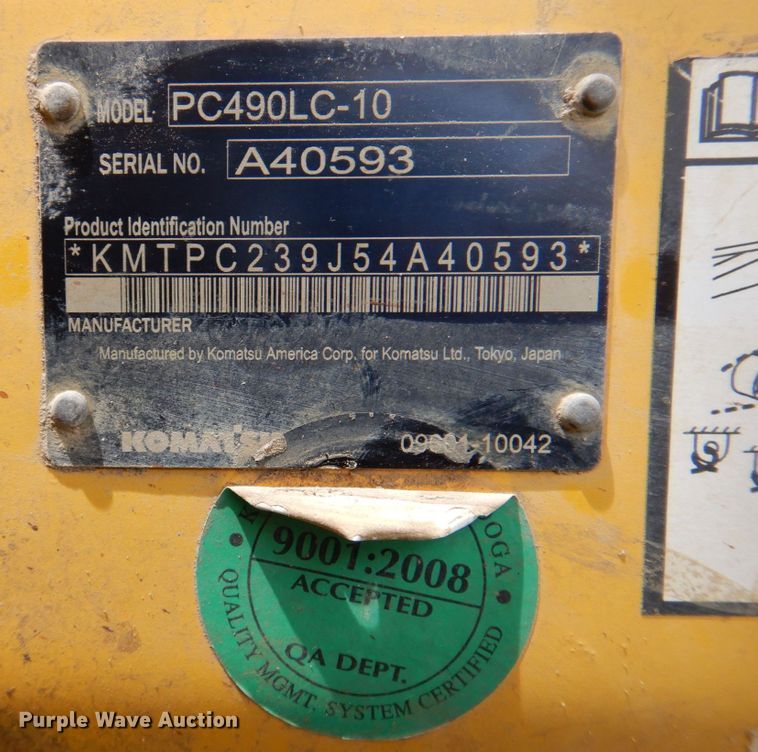 MODEL PC490LC-10
SERIAL NO. A40593
Product Identification Number
*KMTPC239J54A40593*
MANUFACTURER
Manufactured by Komatsu America Corp. for Komatsu Ltd., Tokyo, Japan
KOMATSU
9001:2008
ACCEPTED
QA DEPT.
QUALITY MGMT. SYSTEM CERTIFIED
Purple Wave Auction